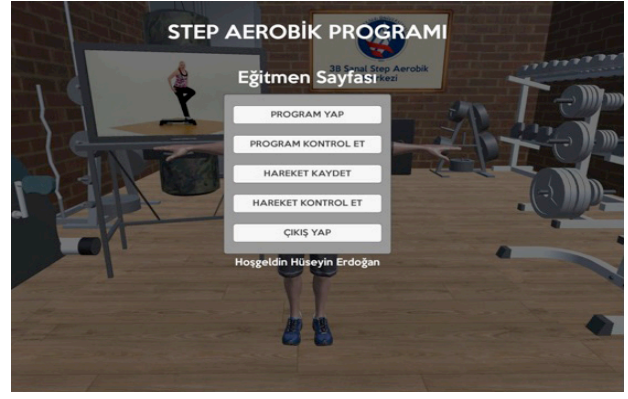 STEP AEROBİK PROGRAMI
3B Sanal Step Aerobik
Merkezi
Eğitmen Sayfası
PROGRAM YAP
PROGRAM KONTROL ET
HAREKET KAYDET
HAREKET KONTROL ET
ÇIKIŞ YAP
Hoşgeldin Hüseyin Erdoğan